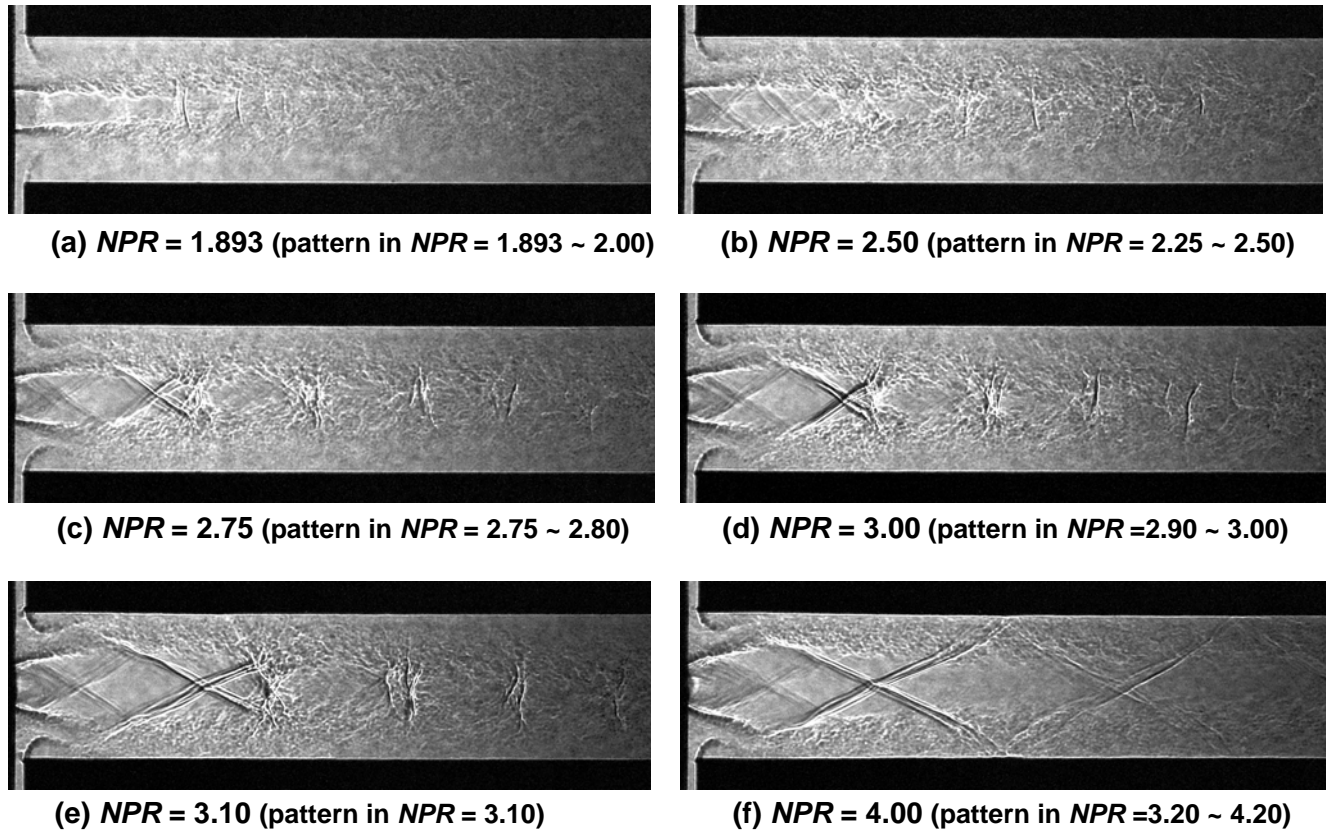 (a) NPR = 1.893 (pattern in NPR = 1.893 ~ 2.00)
(b) NPR = 2.50 (pattern in NPR = 2.25 ~ 2.50)
(c) NPR = 2.75 (pattern in NPR = 2.75 ~ 2.80)
(d) NPR = 3.00 (pattern in NPR =2.90 ~ 3.00)
(e) NPR = 3.10 (pattern in NPR = 3.10)
(f) NPR = 4.00 (pattern in NPR =3.20 ~ 4.20)